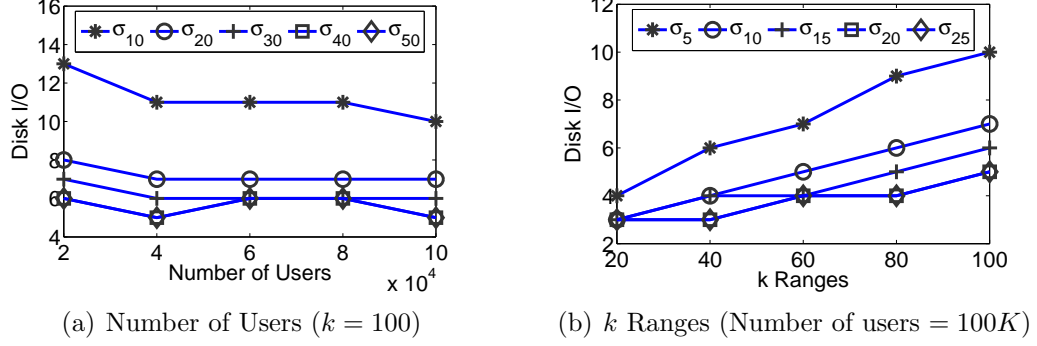 16
14
12
10
8
6
4
Disk I/O
σ10 σ20 σ30 σ40 σ50
2 4 6 8 10
Number of Users
x 10^4
(a) Number of Users (k = 100)
12
10
8
6
4
2
Disk I/O
σ5 σ10 σ15 σ20 σ25
20 40 60 80 100
k Ranges
(b) k Ranges (Number of users = 100K)